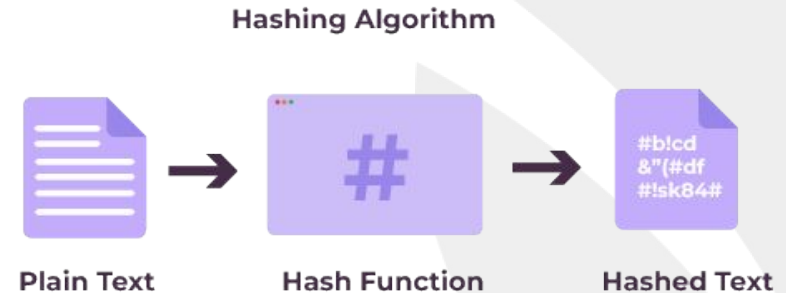 Hashing Algorithm
#
#b!cd
&"(#df
#!sk84#
Plain Text
Hash Function
Hashed Text